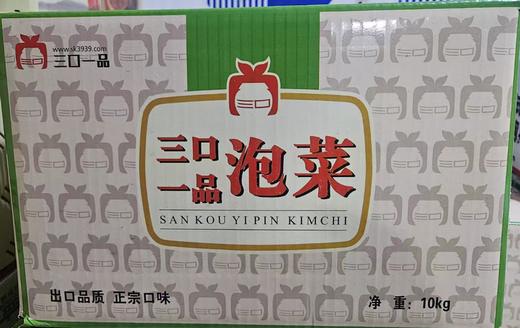 www.sk3939.com
三口一品
三口
一品
泡菜
SAN KOU YI PIN KIMCHI
出口品质 正宗口味
净 重：10kg